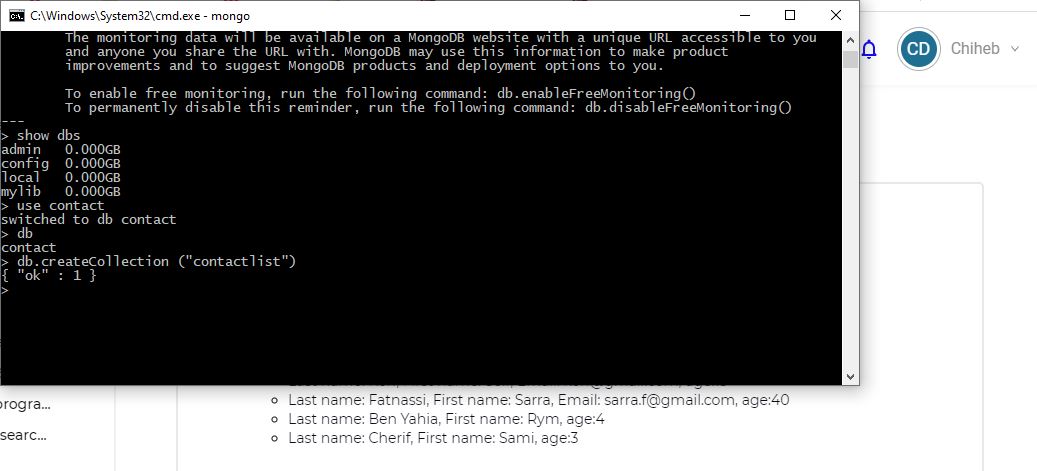 C:\Windows\System32\cmd.exe - mongo
The monitoring data will be available on a MongoDB website with a unique URL accessible to you
and anyone you share the URL with. MongoDB may use this information to make product
improvements and to suggest MongoDB products and deployment options to you.
To enable free monitoring, run the following command: db.enableFreeMonitoring()
To permanently disable this reminder, run the following command: db.disableFreeMonitoring()
---
> show dbs
admin   0.000GB
config  0.000GB
local   0.000GB
mylib   0.000GB
> use contact
switched to db contact
> db
contact
> db.createCollection ("contactlist")
{ "ok" : 1 }
>
CD Chiheb
progra...
searc...
Last name: Fatnassi, First name: Sarra, Email: sarra.f@gmail.com, age:40
Last name: Ben Yahia, First name: Rym, age:4
Last name: Cherif, First name: Sami, age:3